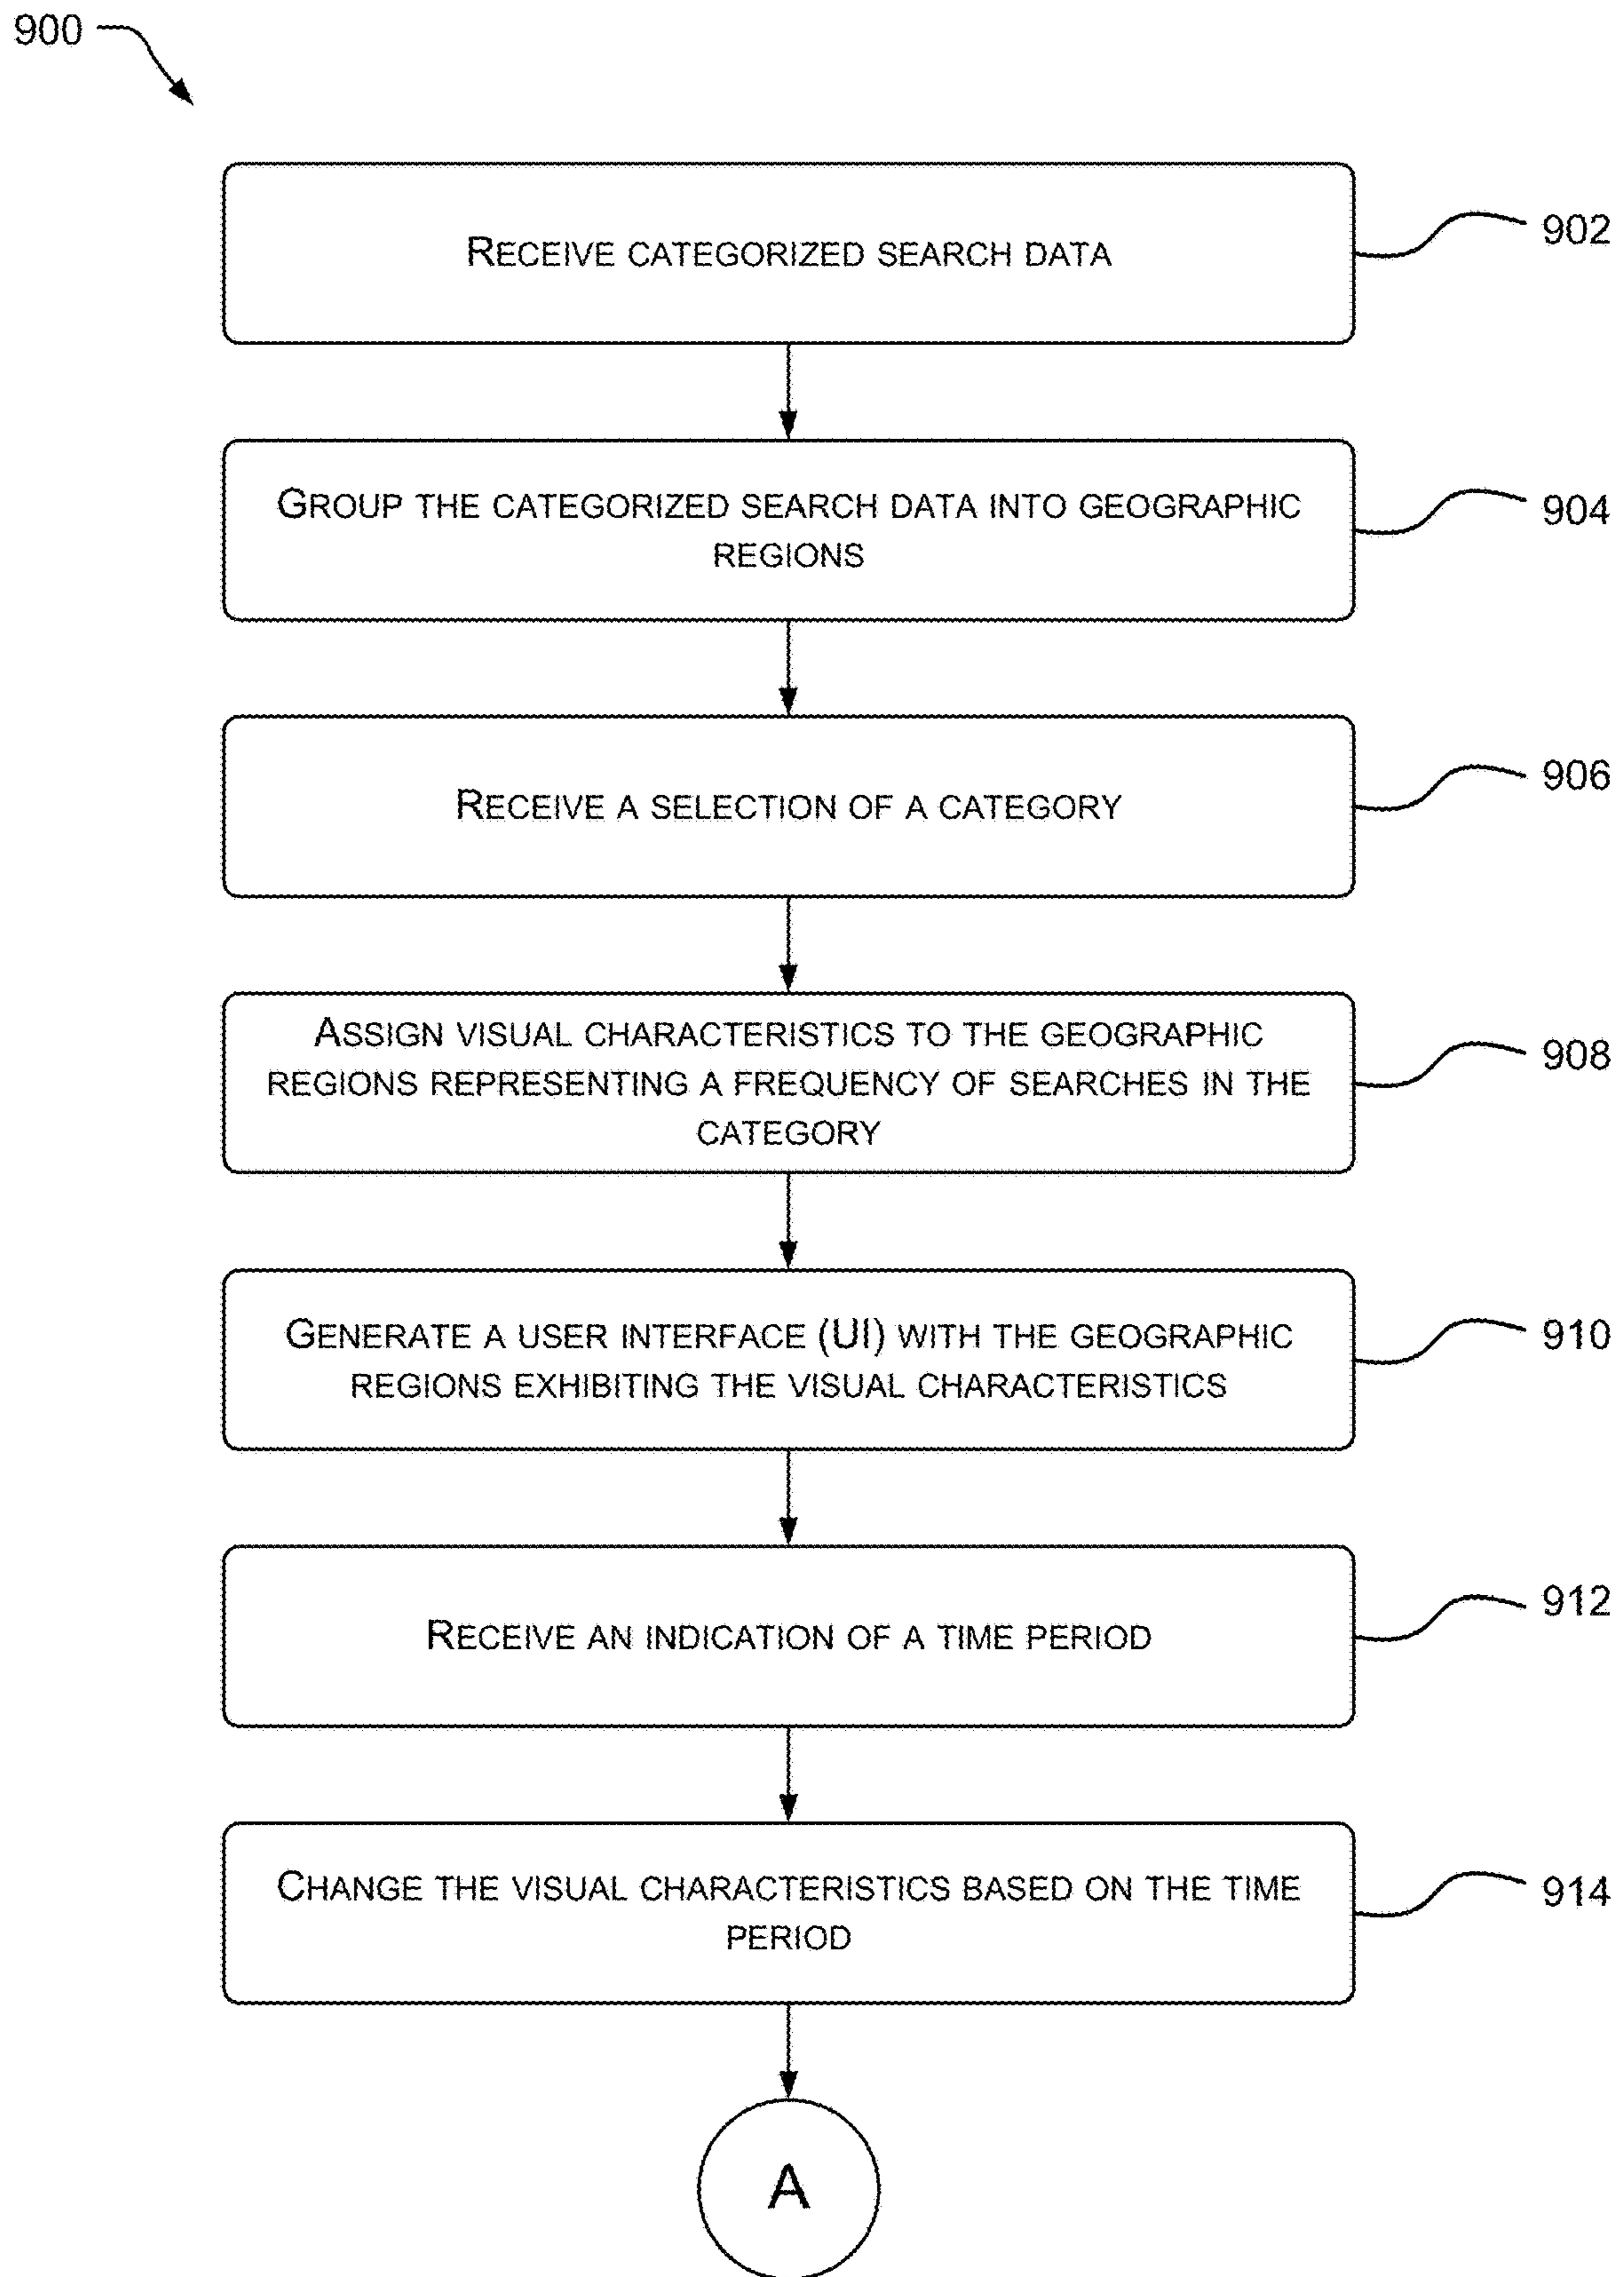 900
RECEIVE CATEGORIZED SEARCH DATA
902
GROUP THE CATEGORIZED SEARCH DATA INTO GEOGRAPHIC
REGIONS
904
RECEIVE A SELECTION OF A CATEGORY
906
ASSIGN VISUAL CHARACTERISTICS TO THE GEOGRAPHIC
REGIONS REPRESENTING A FREQUENCY OF SEARCHES IN THE
CATEGORY
908
GENERATE A USER INTERFACE (UI) WITH THE GEOGRAPHIC
REGIONS EXHIBITING THE VISUAL CHARACTERISTICS
910
RECEIVE AN INDICATION OF A TIME PERIOD
912
CHANGE THE VISUAL CHARACTERISTICS BASED ON THE TIME
PERIOD
914
A